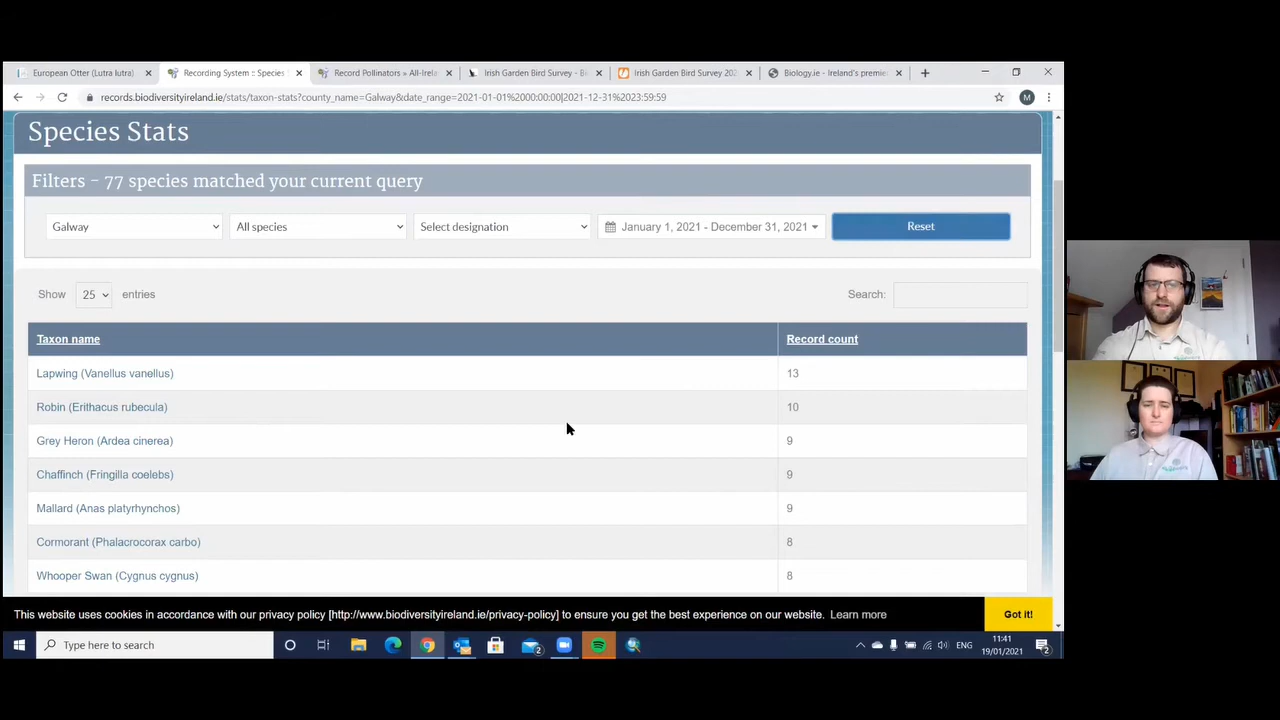 European Otter (Lutra lutra)
Recording System :: Species
Record Pollinators » All-Irela
Irish Garden Bird Survey - Bi
Irish Garden Bird Survey 202
Biology.ie - Ireland's premie
records.biodiversityireland.ie/stats/taxon-stats?county_name=Galway&date_range=2021-01-01%2000:00:00|2021-12-31%2023:59:59
M
Species Stats
Filters - 77 species matched your current query
Galway
All species
Select designation
January 1, 2021 - December 31, 2021
Reset
Show 25 entries
Search:
Taxon name Record count
Lapwing (Vanellus vanellus) 13
Robin (Erithacus rubecula) 10
Grey Heron (Ardea cinerea) 9
Chaffinch (Fringilla coelebs) 9
Mallard (Anas platyrhynchos) 9
Cormorant (Phalacrocorax carbo) 8
Whooper Swan (Cygnus cygnus) 8
This website uses cookies in accordance with our privacy policy [http://www.biodiversityireland.ie/privacy-policy] to ensure you get the best experience on our website. Learn more
Got it!
Type here to search
2
ENG
11:41
19/01/2021
2